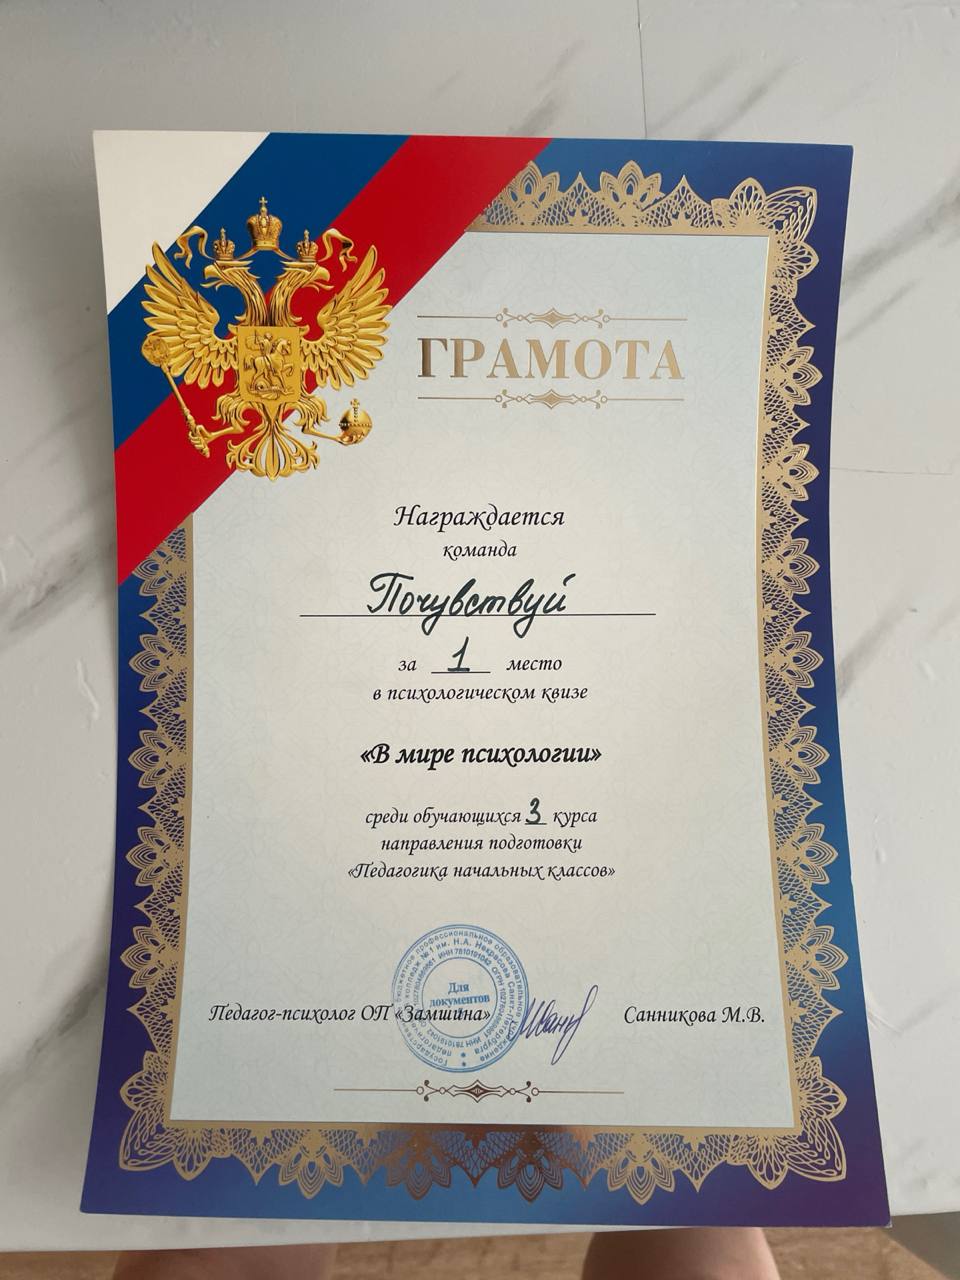 ГРАМОТА
Награждается
команда
Почувствуй
за 1 место
в психологическом квизе
«В мире психологии»
среди обучающихся 3 курса
направления подготовки
«Педагогика начальных классов»
Для
документов
Педагог-психолог ОП «Замшина»
Санникова М.В.